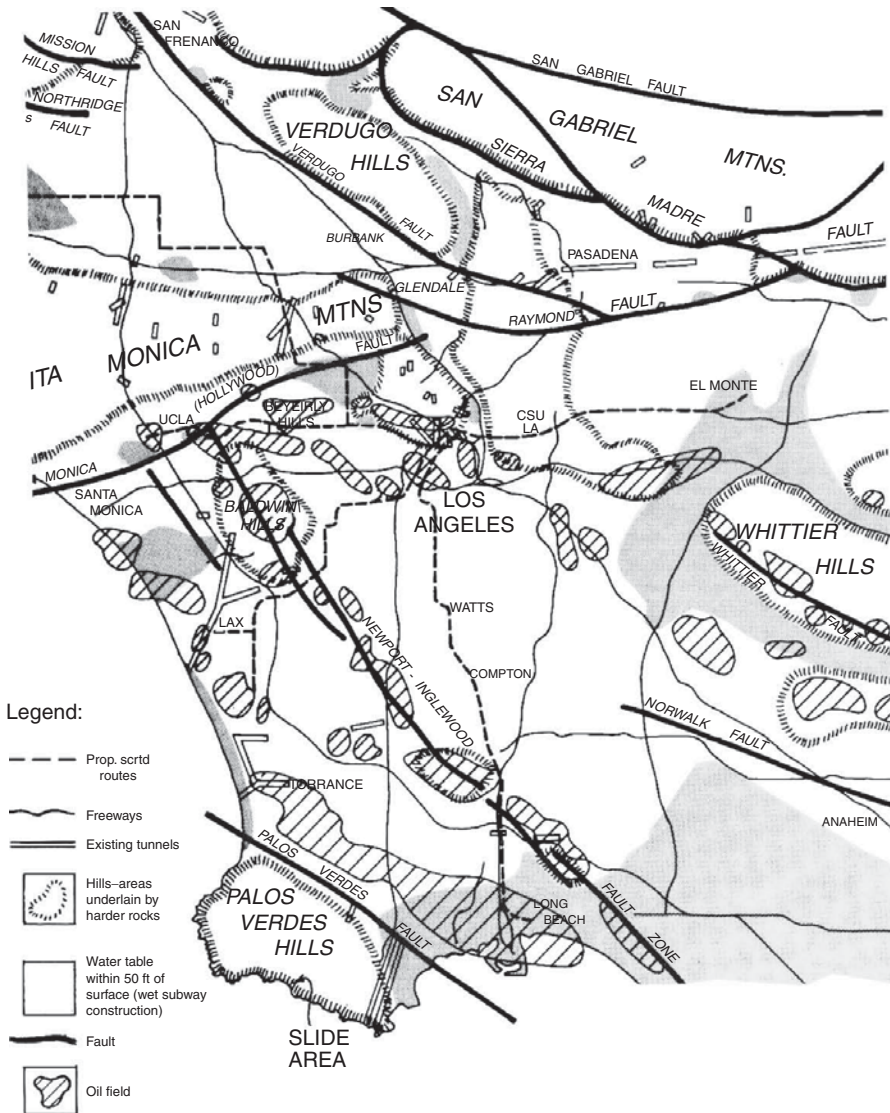 SAN
FRENANGO
MISSION
HILLS FAULT
NORTHRIDGE
s FAULT
SAN GABRIEL FAULT
SAN
GABRIEL
MTNS.
VERDUGO
HILLS
SIERRA
MADRE
FAULT
VERDUGO
FAULT
BURBANK
PASADENA
GLENDALE
RAYMOND
FAULT
MTNS
ITA MONICA
FAULT
(HOLLYWOOD)
EL MONTE
UCLA
BEYEIRLY
HILLS
CSU
LA
MONICA
SANTA
MONICA
BALDWIN
HILLS
LOS
ANGELES
WHITTIER
HILLS
WHITTIER
FAULT
LAX
WATTS
NEWPORT - INGLEWOOD
COMPTON
NORWALK
FAULT
TORRANCE
ANAHEIM
PALOS
VERDES
FAULT
PALOS
VERDES
HILLS
LONG
BEACH
FAULT
ZONE
SLIDE
AREA
Legend:
Prop. scrtd
routes
Freeways
Existing tunnels
Hills–areas
underlain by
harder rocks
Water table
within 50 ft of
surface (wet subway
construction)
Fault
Oil field